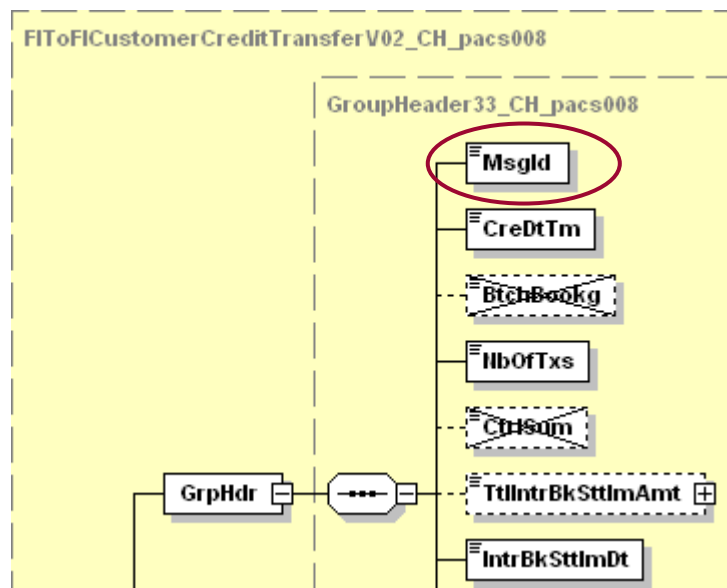 FIToFICustomerCreditTransferV02_CH_pacs008
GroupHeader33_CH_pacs008
MsgId
CreDtTm
BtchBookg
NbOfTxs
CtrlSum
GrpHdr
TtlIntrBkSttlmAmt
IntrBkSttlmDt